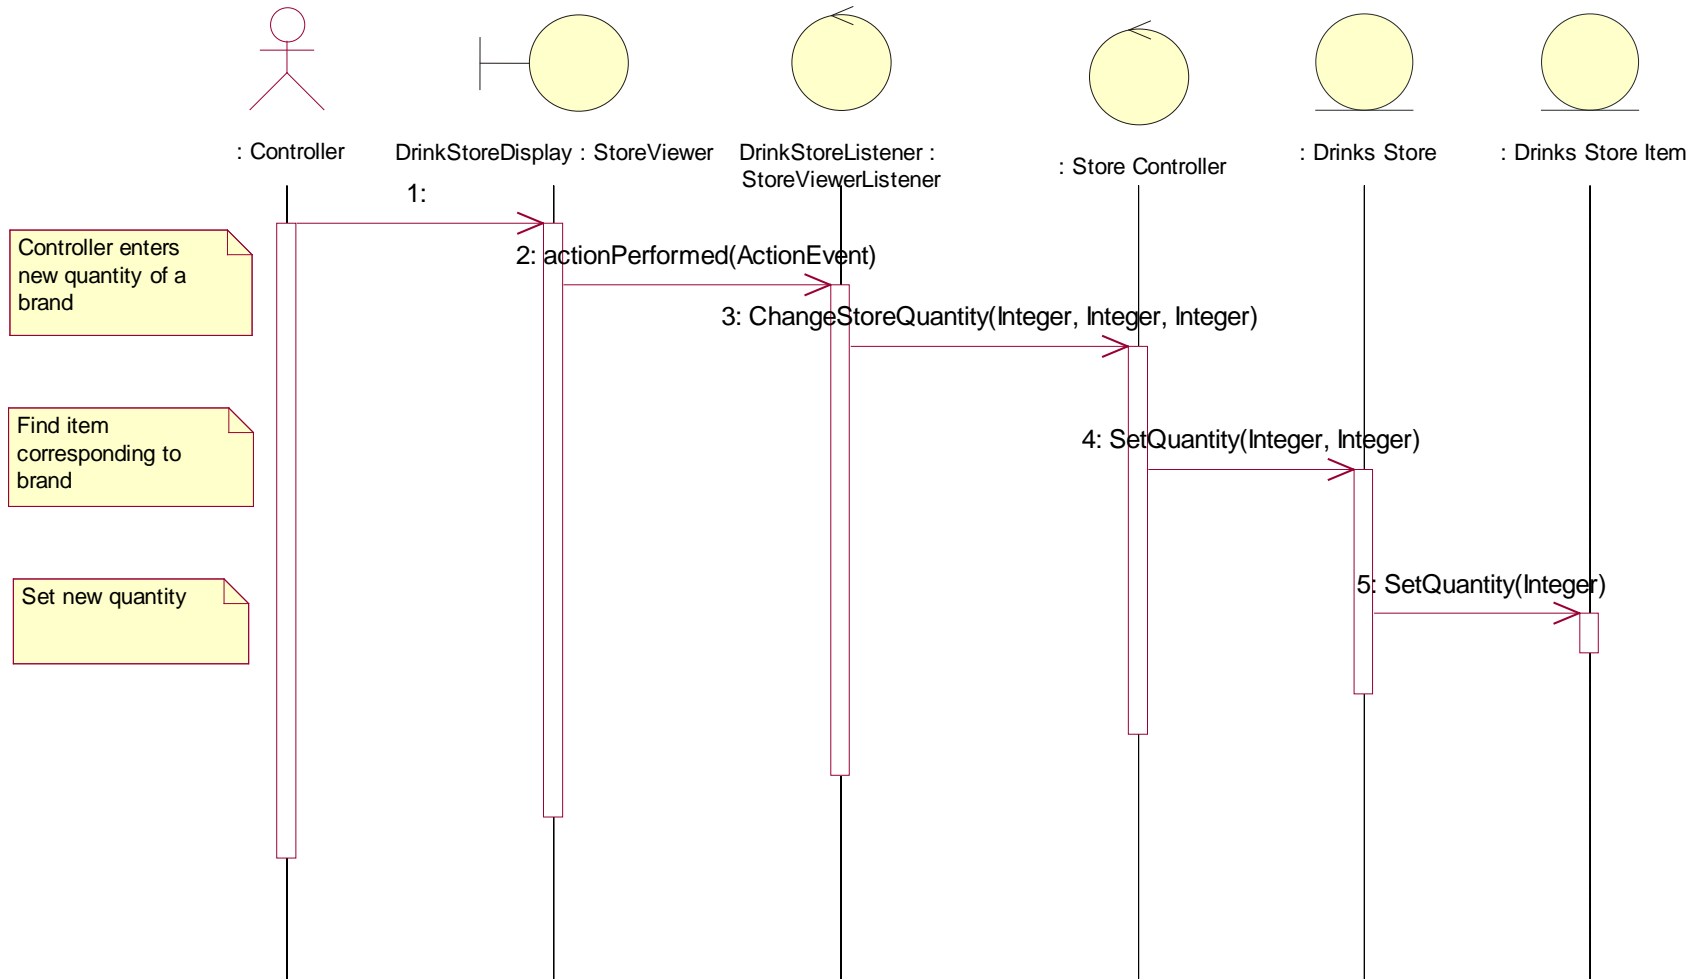 : Controller
DrinkStoreDisplay : StoreViewer
DrinkStoreListener :
StoreViewerListener
: Store Controller
: Drinks Store
: Drinks Store Item
1:
Controller enters
new quantity of a
brand
2: actionPerformed(ActionEvent)
3: ChangeStoreQuantity(Integer, Integer, Integer)
Find item
corresponding to
brand
4: SetQuantity(Integer, Integer)
Set new quantity
5: SetQuantity(Integer)